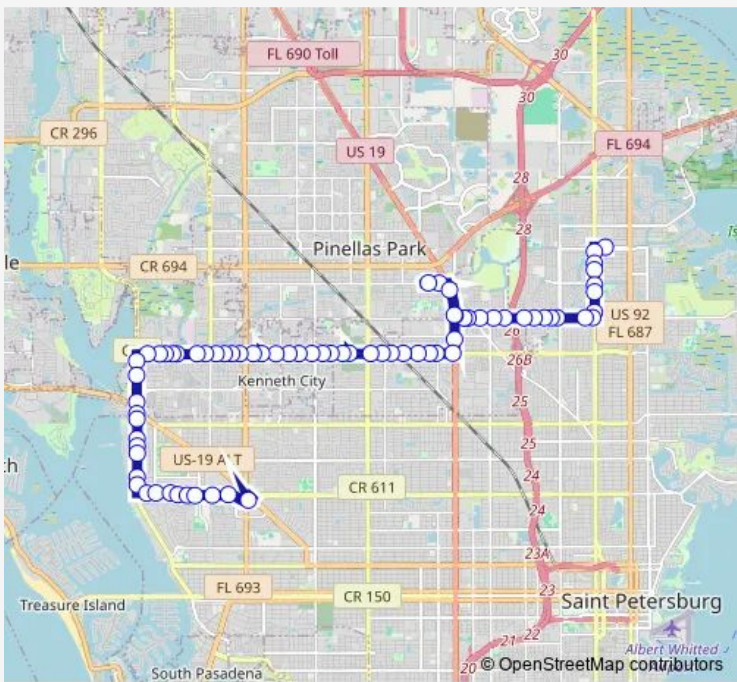 FL 690 Toll
30
30
CR 296
US 19
FL 694
28
28
Pinellas Park
le
CR 694
Is
US 92
FL 687
26
26B
C
Kenneth City
25
25
th
US-19 ALT
24
CR 611
24
23A
FL 693
CR 150
23
Treasure Island
Saint Petersburg
22
21
Albert Whitted
20
South Pasadena
© OpenStreetMap contributors